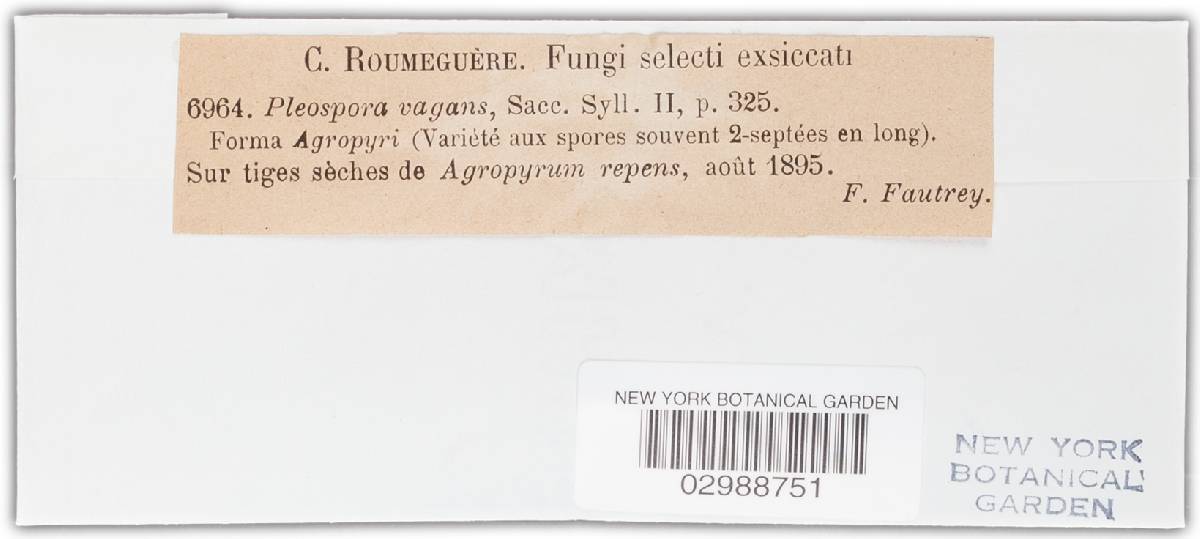 C. ROUMEGUÈRE. Fungi selecti exsiccati
6964. Pleospora vagans, Sacc. Syll. II, p. 325.
Forma Agropyri (Variété aux spores souvent 2-septées en long).
Sur tiges sèches de Agropyrum repens, août 1895.
F. Fautrey.
NEW YORK BOTANICAL GARDEN
02988751
NEW YORK
BOTANICAL
GARDEN